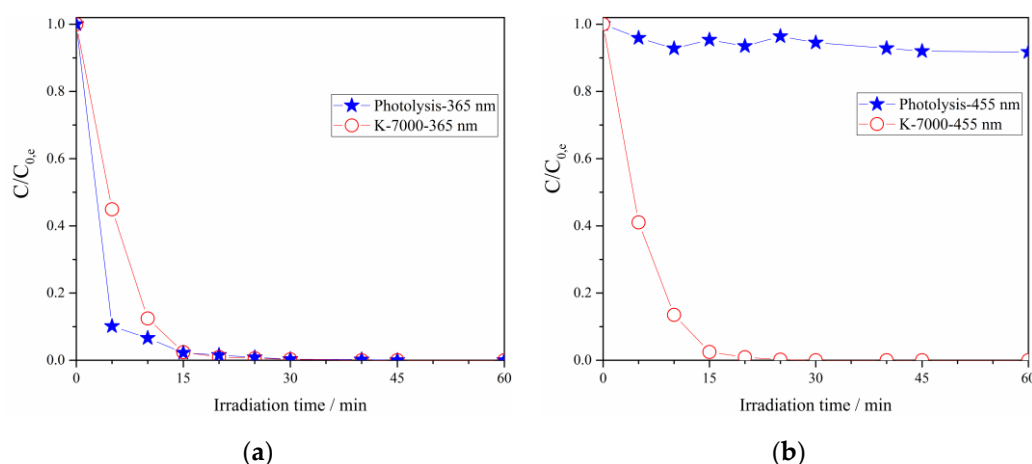 1.0
0.8
0.6
0.4
0.2
0.0
C/C0,e
Photolysis-365 nm
K-7000-365 nm
0
15
30
45
60
Irradiation time / min
(a)
1.0
0.8
0.6
0.4
0.2
0.0
C/C0,e
Photolysis-455 nm
K-7000-455 nm
0
15
30
45
60
Irradiation time / min
(b)